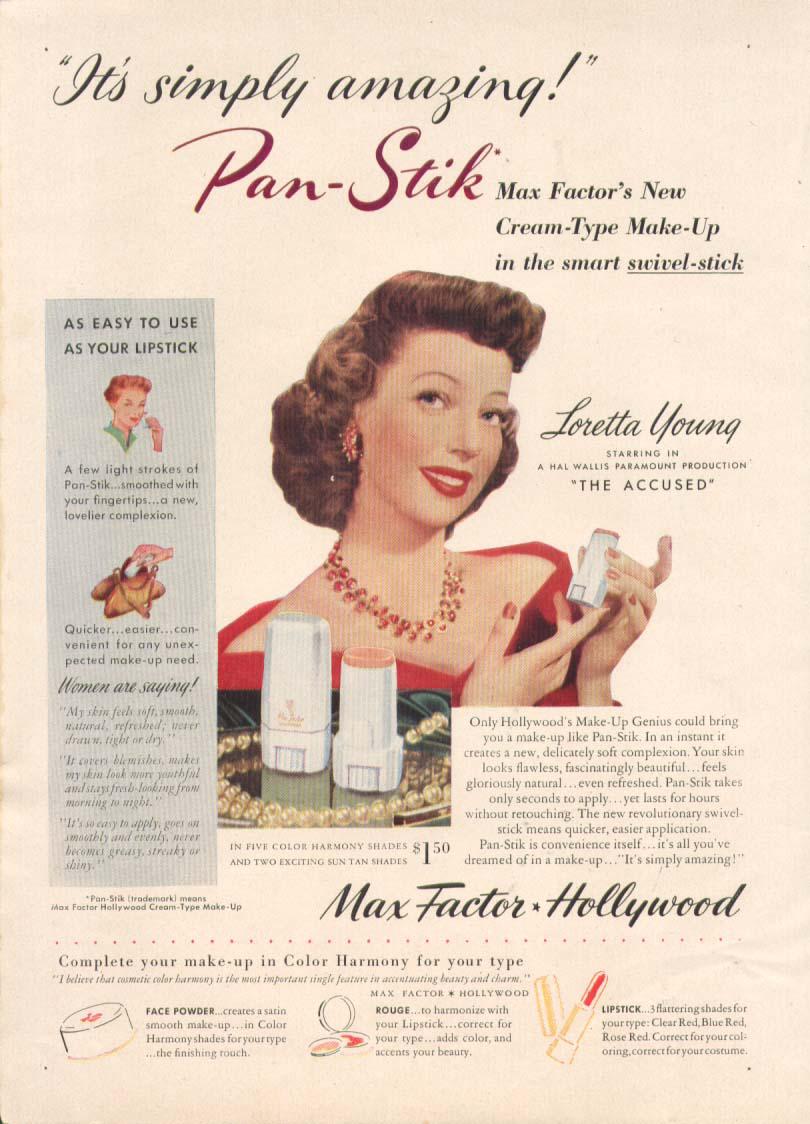 "It's simply amazing!"
Pan-Stik*
Max Factor's New
Cream-Type Make-Up
in the smart swivel-stick
AS EASY TO USE
AS YOUR LIPSTICK
A few light strokes of
Pan-Stik...smoothed with
your fingertips...a new,
lovelier complexion.
Quicker...easier...con-
venient for any unex-
pected make-up need.
Women are saying!
"My skin feels soft, smooth,
natural, refreshed; never
drawn, tight or dry."
"It covers blemishes, makes
my skin look more youthful
and stays fresh-looking from
morning to night."
"It's so easy to apply, goes on
smoothly and evenly, never
becomes greasy, streaky or
shiny."
*Pan-Stik (trademark) means
Max Factor Hollywood Cream-Type Make-Up
Loretta Young
STARRING IN
A HAL WALLIS PARAMOUNT PRODUCTION
"THE ACCUSED"
Max Factor
IN FIVE COLOR HARMONY SHADES
AND TWO EXCITING SUN TAN SHADES
$1 50
Only Hollywood's Make-Up Genius could bring
you a make-up like Pan-Stik. In an instant it
creates a new, delicately soft complexion. Your skin
looks flawless, fascinatingly beautiful...feels
gloriously natural...even refreshed. Pan-Stik takes
only seconds to apply...yet lasts for hours
without retouching. The new revolutionary swivel-
stick means quicker, easier application.
Pan-Stik is convenience itself...it's all you've
dreamed of in a make-up..."It's simply amazing!"
Max Factor * Hollywood
Complete your make-up in Color Harmony for your type
"I believe that cosmetic color harmony is the most important single feature in accentuating beauty and charm."
MAX FACTOR * HOLLYWOOD
FACE POWDER...creates a satin
smooth make-up...in Color
Harmony shades for your type
...the finishing touch.
ROUGE...to harmonize with
your Lipstick...correct for
your type...adds color, and
accents your beauty.
LIPSTICK...3 flattering shades for
your type: Clear Red, Blue Red,
Rose Red. Correct for your col-
oring, correct for your costume.